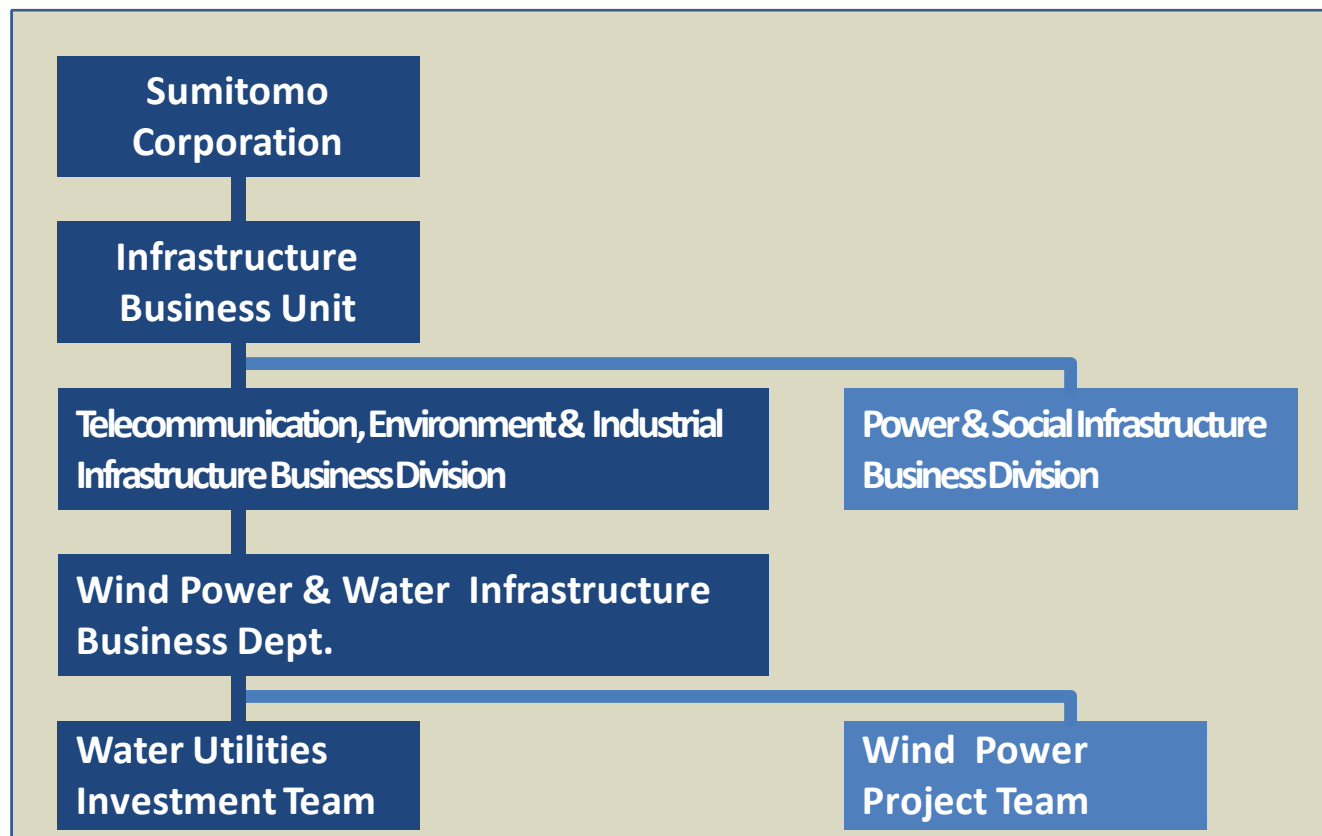 Sumitomo
Corporation
Infrastructure
Business Unit
Telecommunication, Environment & Industrial
Infrastructure Business Division
Power & Social Infrastructure
Business Division
Wind Power & Water Infrastructure
Business Dept.
Water Utilities
Investment Team
Wind Power
Project Team